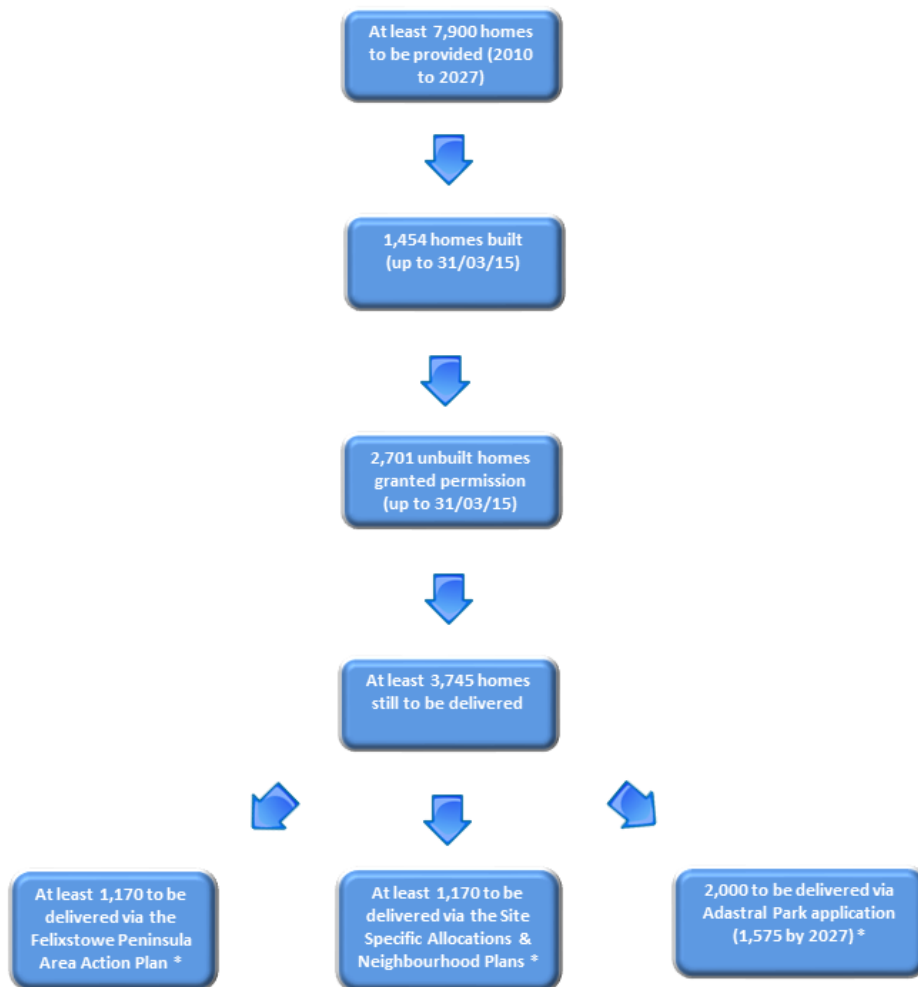 At least 7,900 homes
to be provided (2010
to 2027)
1,454 homes built
(up to 31/03/15)
2,701 unbuilt homes
granted permission
(up to 31/03/15)
At least 3,745 homes
still to be delivered
At least 1,170 to be
delivered via the
Felixstowe Peninsula
Area Action Plan *
At least 1,170 to be
delivered via the Site
Specific Allocations &
Neighbourhood Plans *
2,000 to be delivered via
Adastral Park application
(1,575 by 2027) *